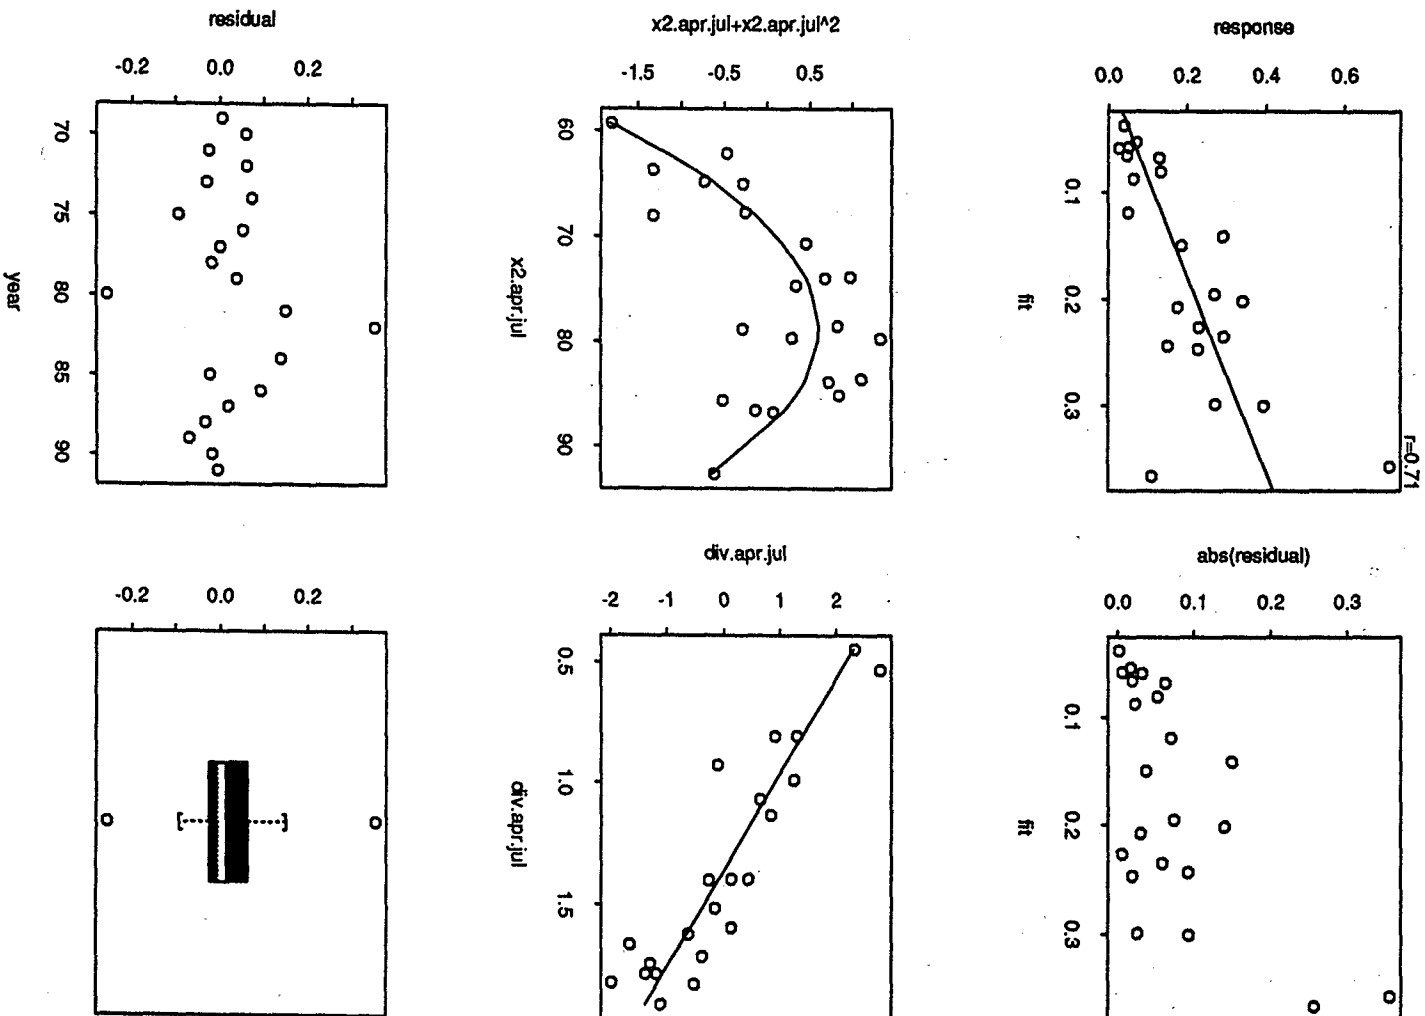 residual
-0.2 0.0 0.2
70 75 80 85 90
year
x2.apr.jul+x2.apr.jul^2
-1.5 -0.5 0.5
60 70 80 90
x2.apr.jul
response
0.0 0.2 0.4 0.6
0.1 0.2 0.3
fit
r=0.71
-0.2 0.0 0.2
div.apr.jul
-2 -1 0 1 2
0.5 1.0 1.5
div.apr.jul
abs(residual)
0.0 0.1 0.2 0.3
0.1 0.2 0.3
fit